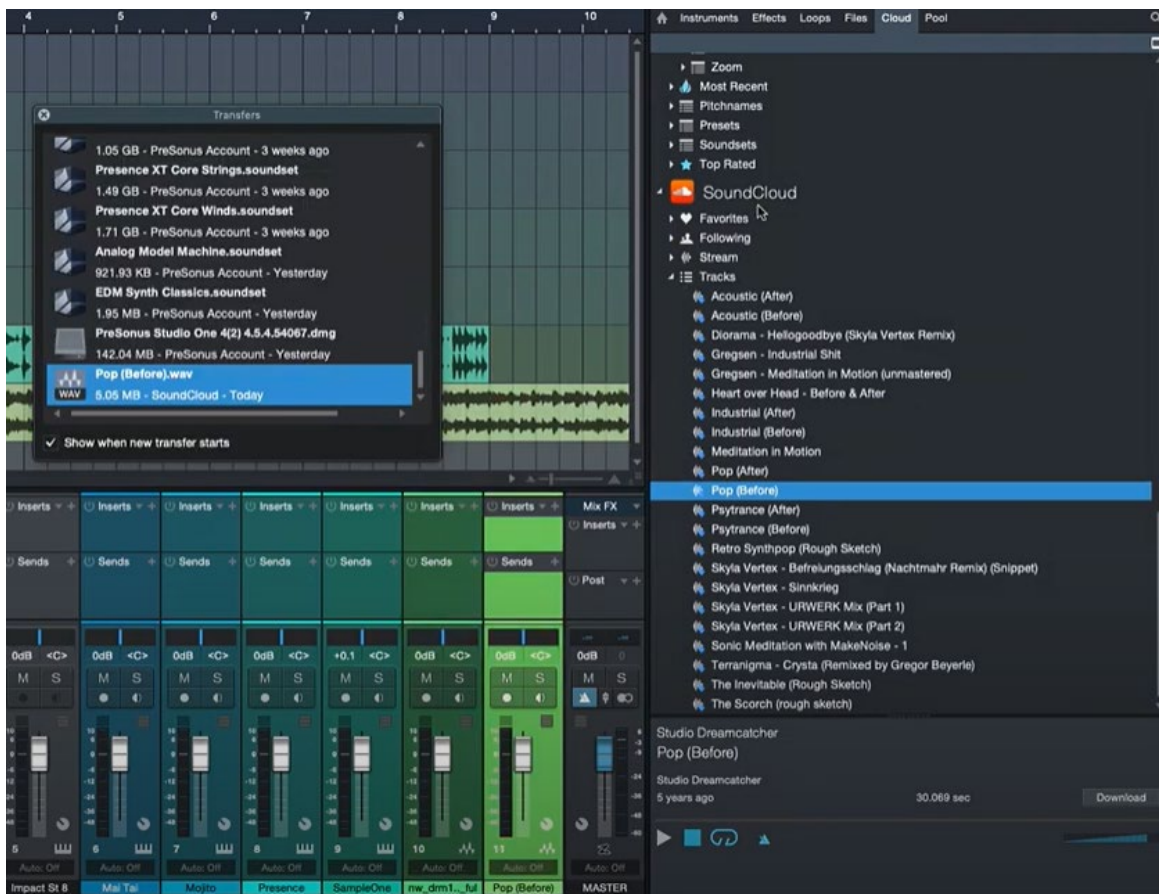 4 5 6 7 8 9 10
Instruments Effects Loops Files Cloud Pool
Zoom
Most Recent
Pitchnames
Presets
Soundsets
Top Rated
SoundCloud
Favorites
Following
Stream
Tracks
Acoustic (After)
Acoustic (Before)
Diorama - Hellogoodbye (Skyla Vertex Remix)
Gregsen - Industrial Shit
Gregsen - Meditation in Motion (unmastered)
Heart over Head - Before & After
Industrial (After)
Industrial (Before)
Meditation in Motion
Pop (After)
Pop (Before)
Psytrance (After)
Psytrance (Before)
Retro Synthpop (Rough Sketch)
Skyla Vertex - Befreiungsschlag (Nachtmahr Remix) (Snippet)
Skyla Vertex - Sinnkrieg
Skyla Vertex - URWERK Mix (Part 1)
Skyla Vertex - URWERK Mix (Part 2)
Sonic Meditation with MakeNoise - 1
Terranigma - Crysta (Remixed by Gregor Beyerle)
The Inevitable (Rough Sketch)
The Scorch (rough sketch)
Studio Dreamcatcher
Pop (Before)
Studio Dreamcatcher
5 years ago 30.069 sec Download
Transfers
1.05 GB - PreSonus Account - 3 weeks ago
Presence XT Core Strings.soundset
1.49 GB - PreSonus Account - 3 weeks ago
Presence XT Core Winds.soundset
1.71 GB - PreSonus Account - 3 weeks ago
Analog Model Machine.soundset
921.93 KB - PreSonus Account - Yesterday
EDM Synth Classics.soundset
1.95 MB - PreSonus Account - Yesterday
PreSonus Studio One 4(2) 4.5.4.54067.dmg
142.04 MB - PreSonus Account - Yesterday
Pop (Before).wav
WAV 5.05 MB - SoundCloud - Today
Show when new transfer starts
Inserts Inserts Inserts Inserts Inserts Inserts Inserts Mix FX
Inserts
Sends Sends Sends Sends Sends Sends Sends
Post
0dB <C> 0dB <C> 0dB <C> 0dB <C> +0.1 <C> 0dB <C> 0dB <C> 0dB 0
M S M S M S M S M S M S M S M S
5 6 7 8 9 10 11
Auto: Off Auto: Off Auto: Off Auto: Off Auto: Off Auto: Off Auto: Off Auto: Off
Impact St 8 Mai Tai Mojito Presence SampleOne nw_drm1.._ful Pop (Before) MASTER